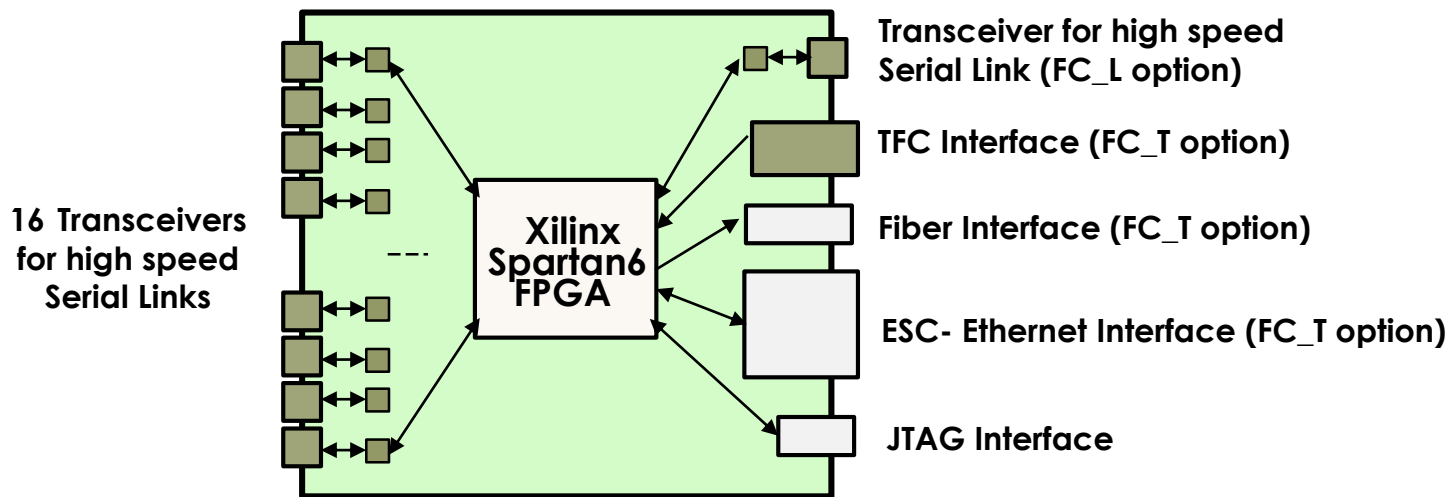 16 Transceivers
for high speed
Serial Links
Xilinx
Spartan6
FPGA
Transceiver for high speed
Serial Link (FC_L option)
TFC Interface (FC_T option)
Fiber Interface (FC_T option)
ESC- Ethernet Interface (FC_T option)
JTAG Interface